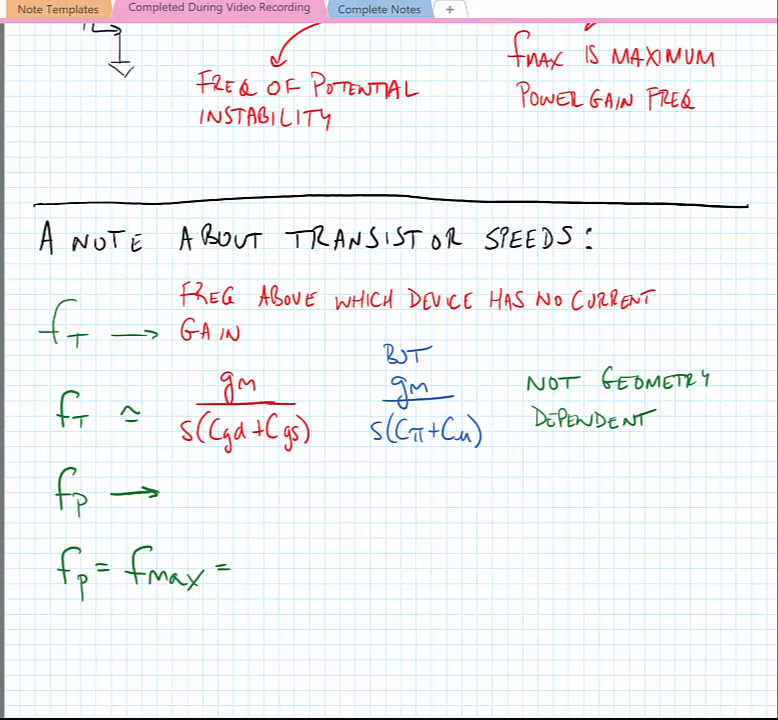 Note Templates
Completed During Video Recording
Complete Notes
+
FREQ OF POTENTIAL
INSTABILITY
fMAX IS MAXIMUM
POWER GAIN FREQ
A NOTE ABOUT TRANSISTOR SPEEDS:
fT → FREQ ABOVE WHICH DEVICE HAS NO CURRENT
GAIN
fT ≃ gm / S(Cgd+Cgs)
BJT
gm / S(Cπ+Cu)
NOT GEOMETRY
DEPENDENT
fp →
fp = fmax =